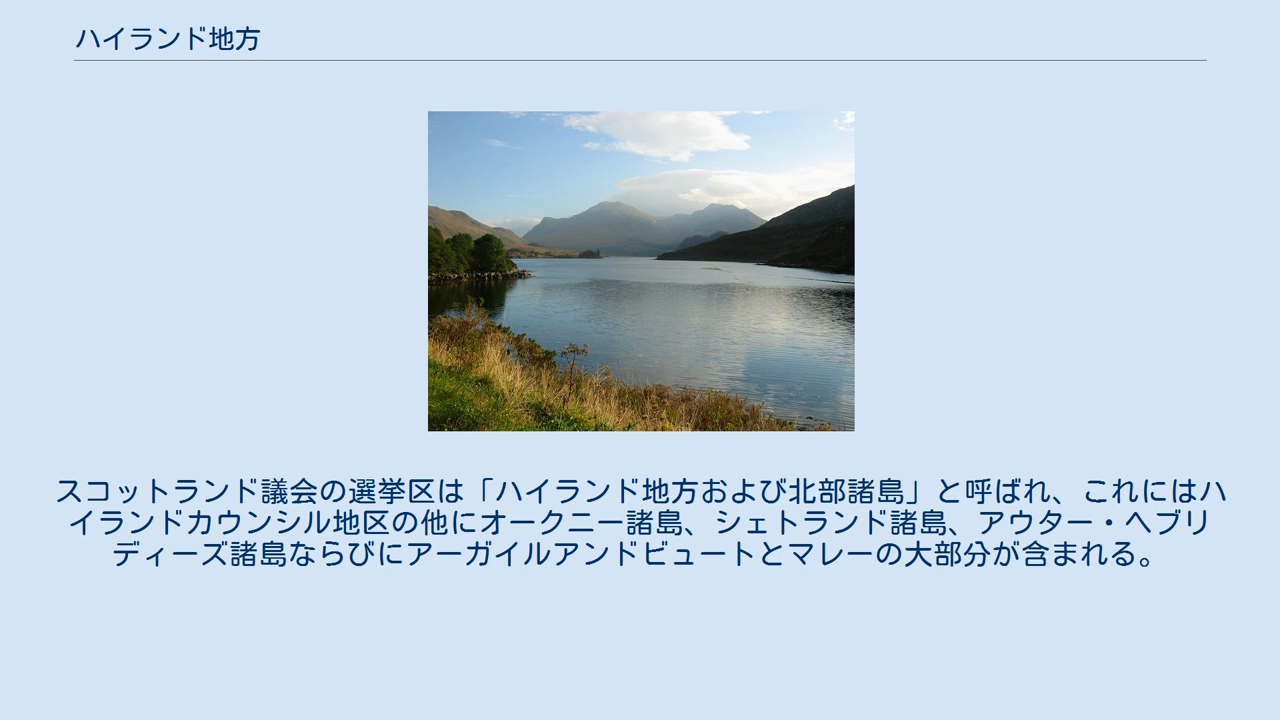 ハイランド地方
スコットランド議会の選挙区は「ハイランド地方および北部諸島」と呼ばれ、これにはハ
イランドカウンシル地区の他にオークニー諸島、シェトランド諸島、アウター・ヘブリ
ディーズ諸島ならびにアーガイルアンドビュートとマレーの大部分が含まれる。